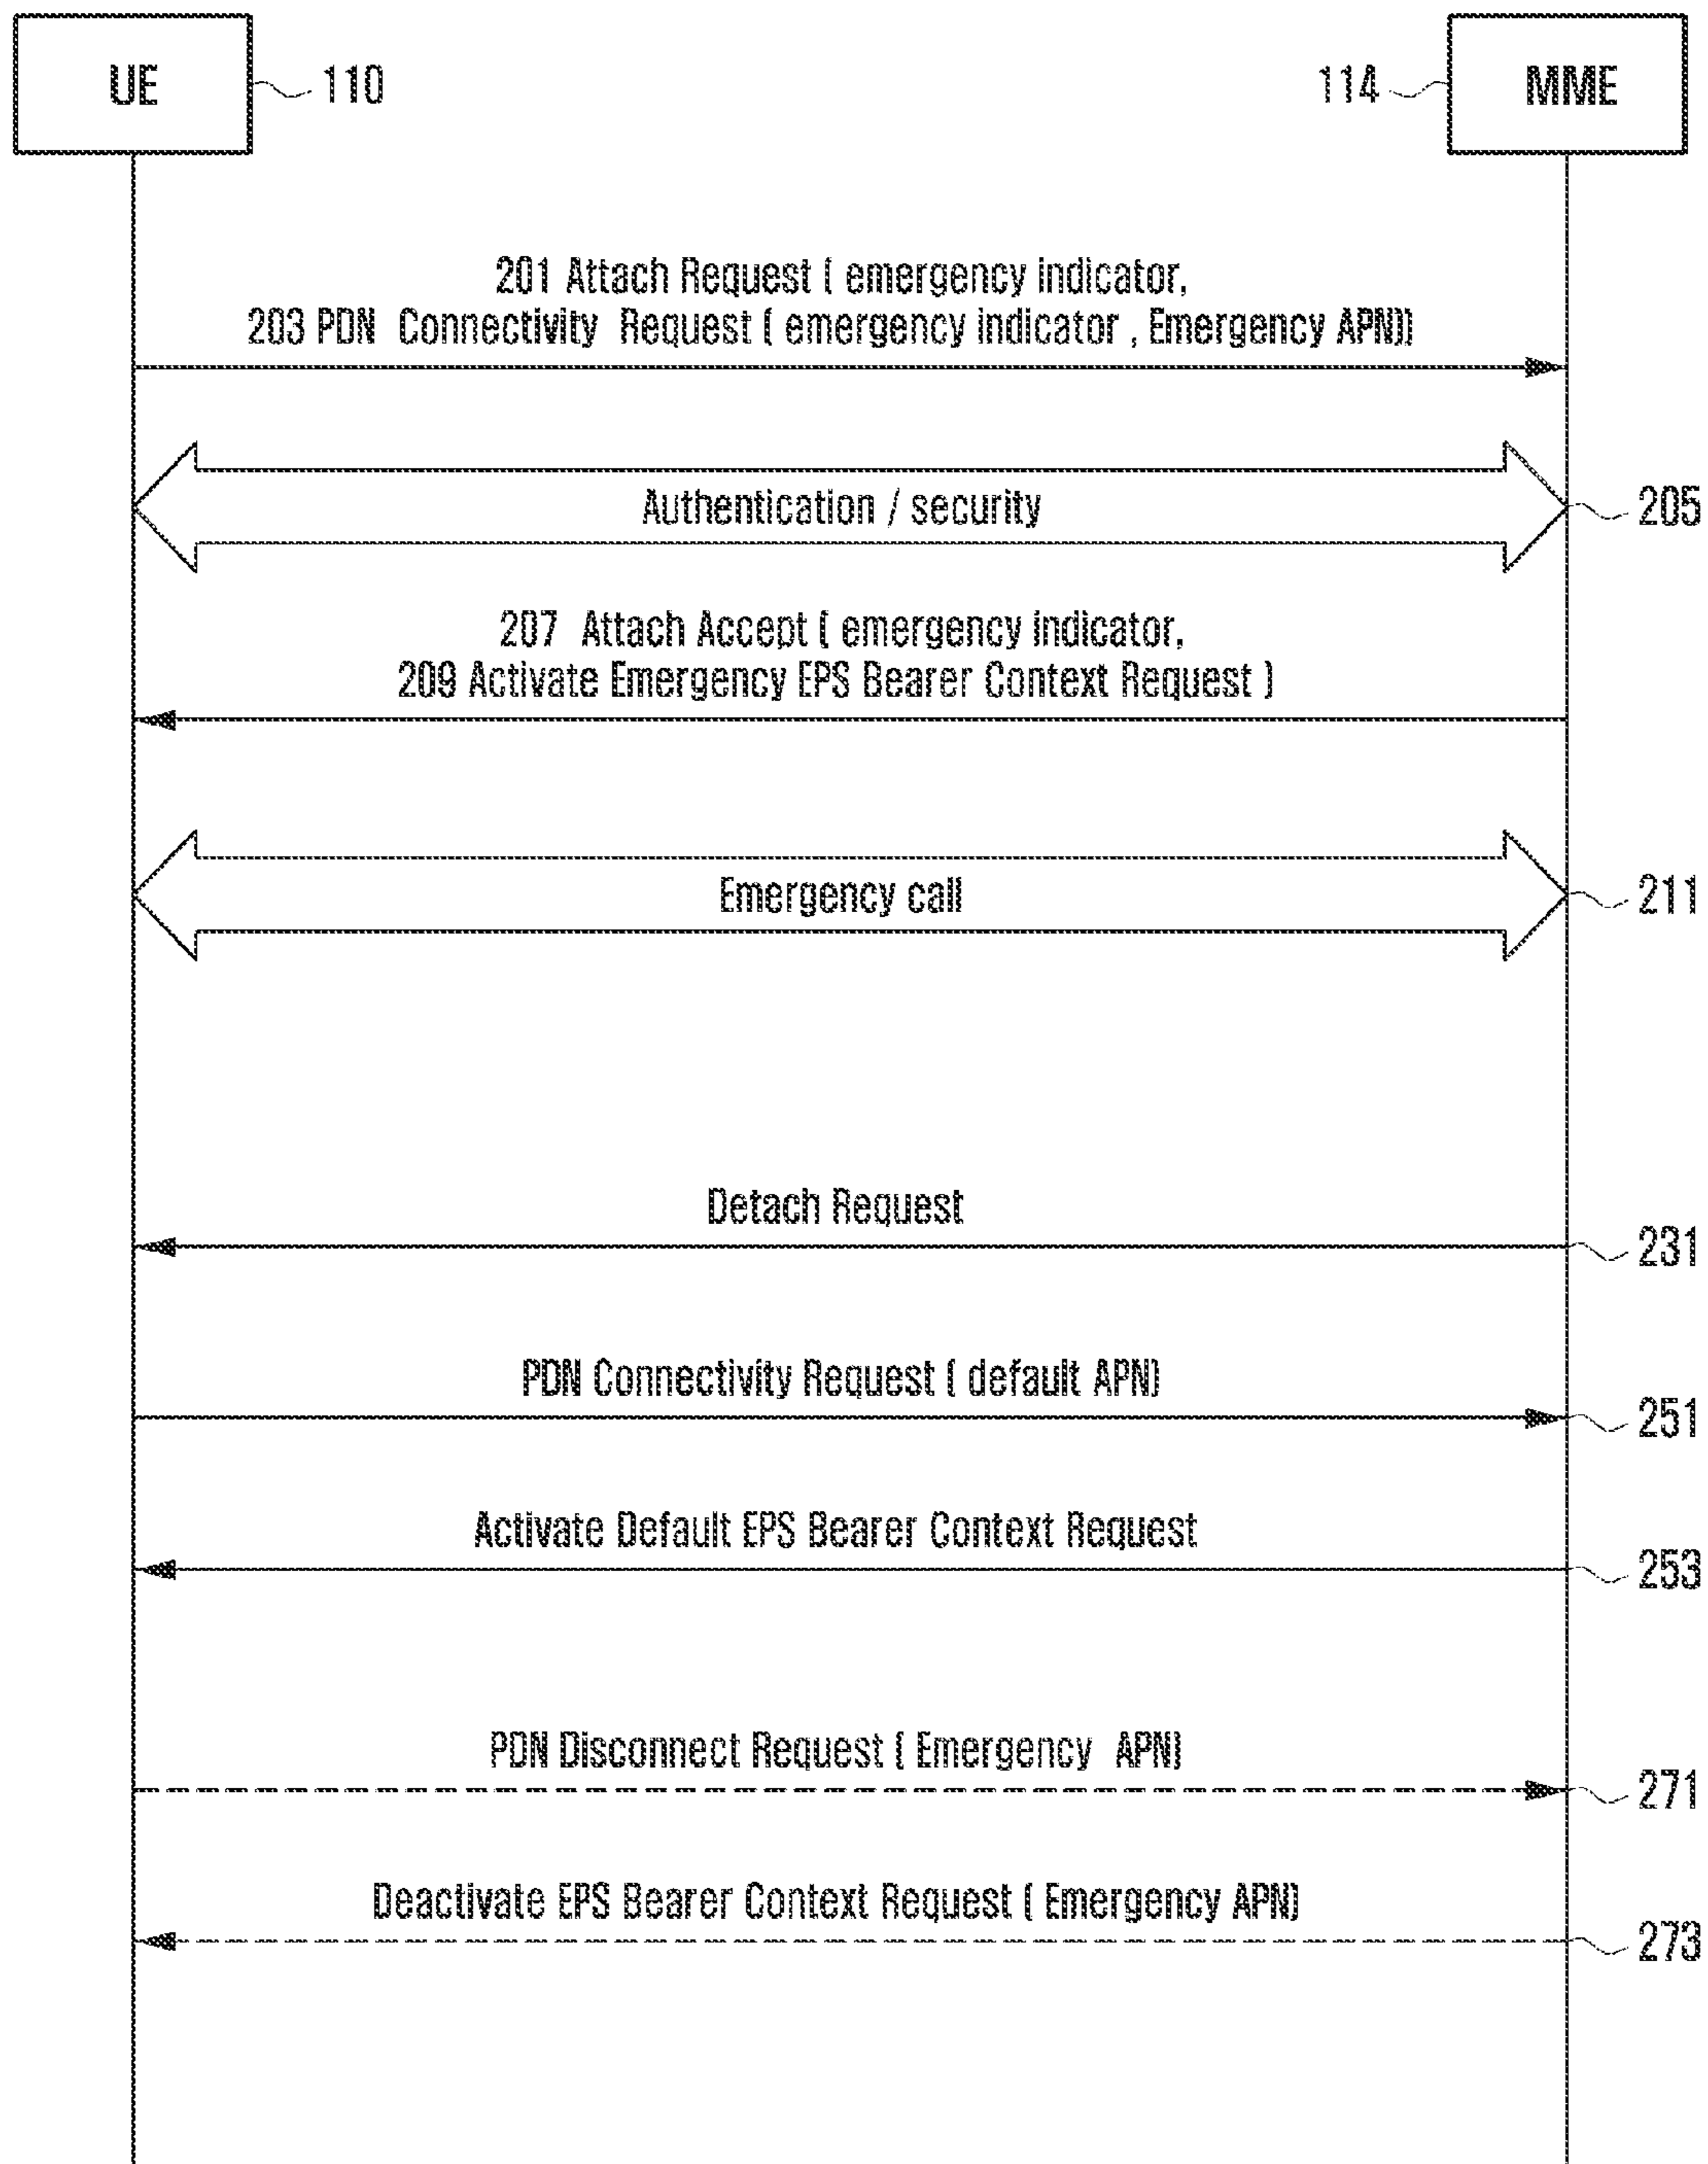 UE
110
114
MME
201 Attach Request ( emergency indicator,
203 PDN Connectivity Request ( emergency indicator , Emergency APN))
Authentication / security
205
207 Attach Accept ( emergency indicator,
209 Activate Emergency EPS Bearer Context Request )
Emergency call
211
Detach Request
231
PDN Connectivity Request ( default APN)
251
Activate Default EPS Bearer Context Request
253
PDN Disconnect Request ( Emergency APN)
271
Deactivate EPS Bearer Context Request ( Emergency APN)
273